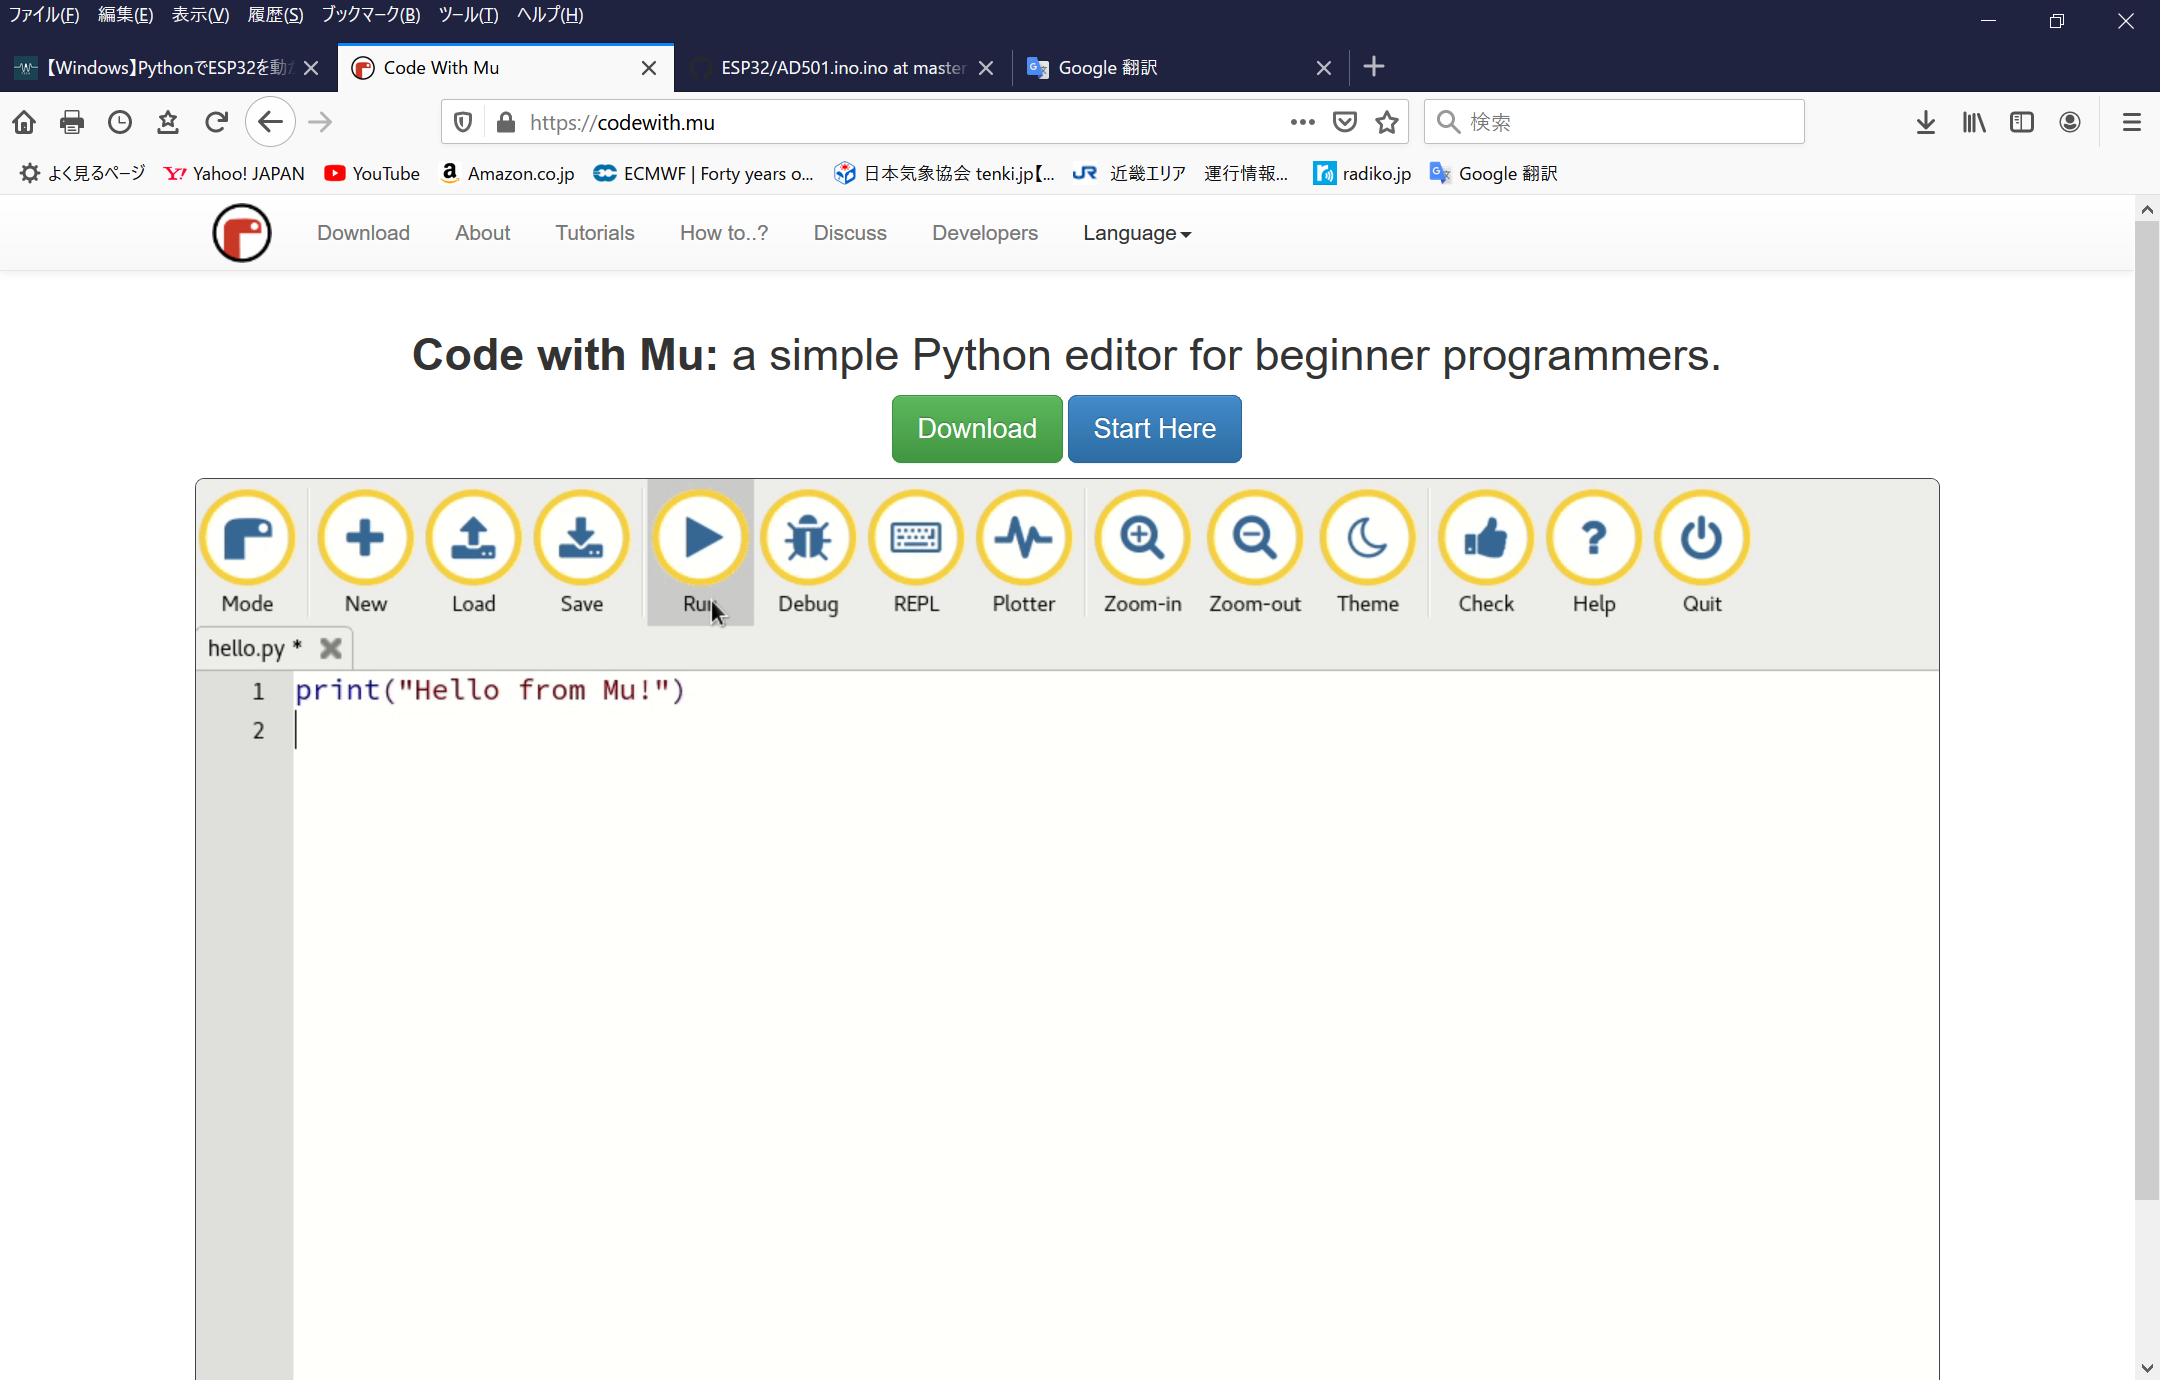 ファイル(F) 編集(E) 表示(V) 履歴(S) ブックマーク(B) ツール(T) ヘルプ(H)
【Windows】PythonでESP32を動 Code With Mu ESP32/AD501.ino.ino at master Google 翻訳
https://codewith.mu 検索
よく見るページ Yahoo! JAPAN YouTube Amazon.co.jp ECMWF | Forty years o... 日本気象協会 tenki.jp【... JR 近畿エリア 運行情報... radiko.jp Google 翻訳
Download About Tutorials How to..? Discuss Developers Language
Code with Mu: a simple Python editor for beginner programmers.
Download Start Here
Mode New Load Save Run Debug REPL Plotter Zoom-in Zoom-out Theme Check Help Quit
hello.py *
1 print("Hello from Mu!")
2